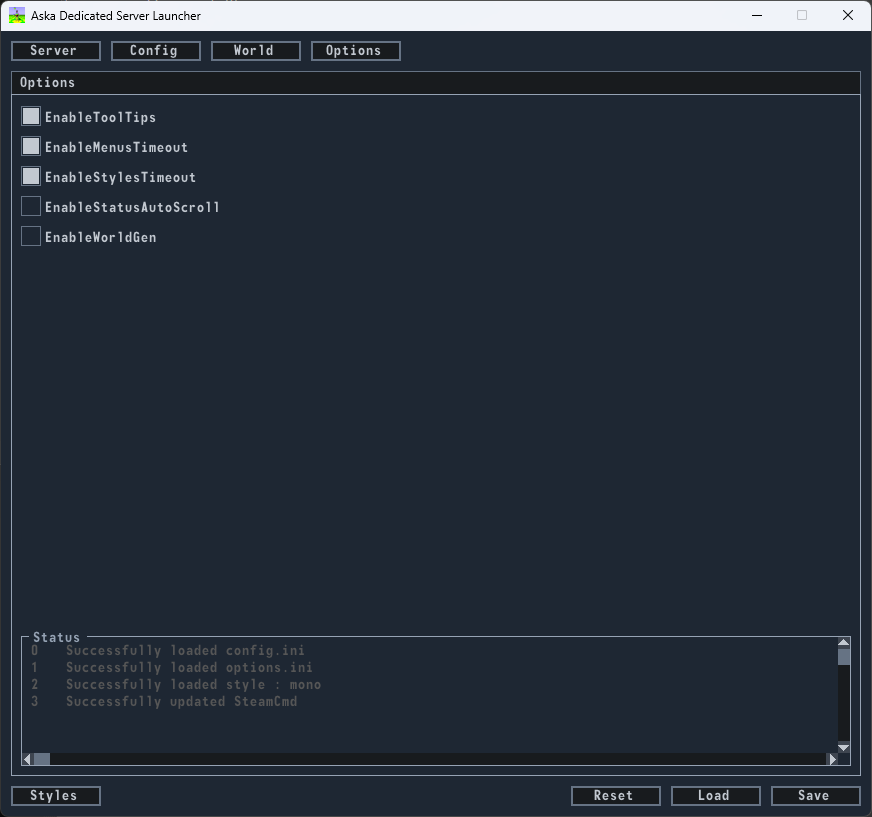 Aska Dedicated Server Launcher
Server Config World Options
Options
EnableToolTips
EnableMenusTimeout
EnableStylesTimeout
EnableStatusAutoScroll
EnableWorldGen
Status
0 Successfully loaded config.ini
1 Successfully loaded options.ini
2 Successfully loaded style : mono
3 Successfully updated SteamCmd
Styles Reset Load Save